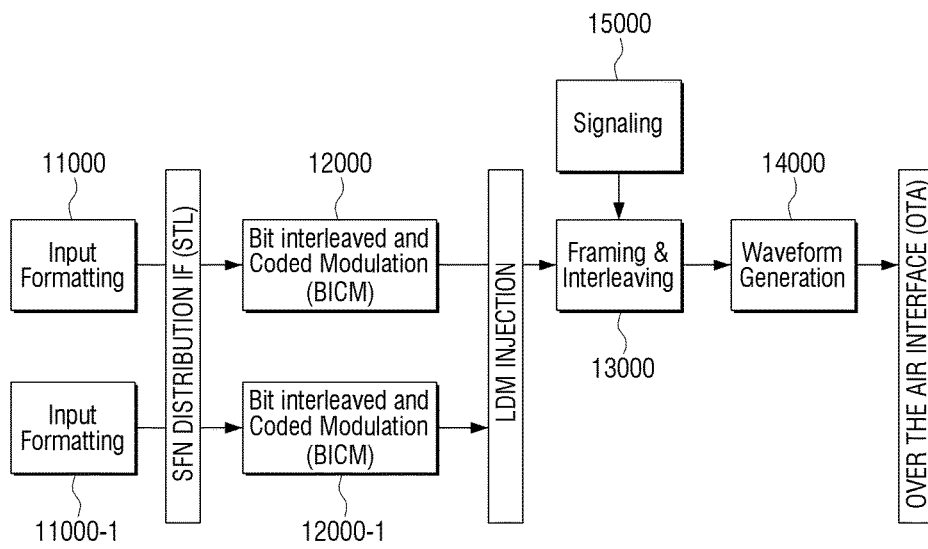 15000
Signaling
11000
12000
14000
Input
Formatting
SFN DISTRIBUTION IF (STL)
Bit interleaved and
Coded Modulation
(BICM)
LDM INJECTION
Framing &
Interleaving
Waveform
Generation
OVER THE AIR INTERFACE (OTA)
13000
Input
Formatting
Bit interleaved and
Coded Modulation
(BICM)
11000-1
12000-1